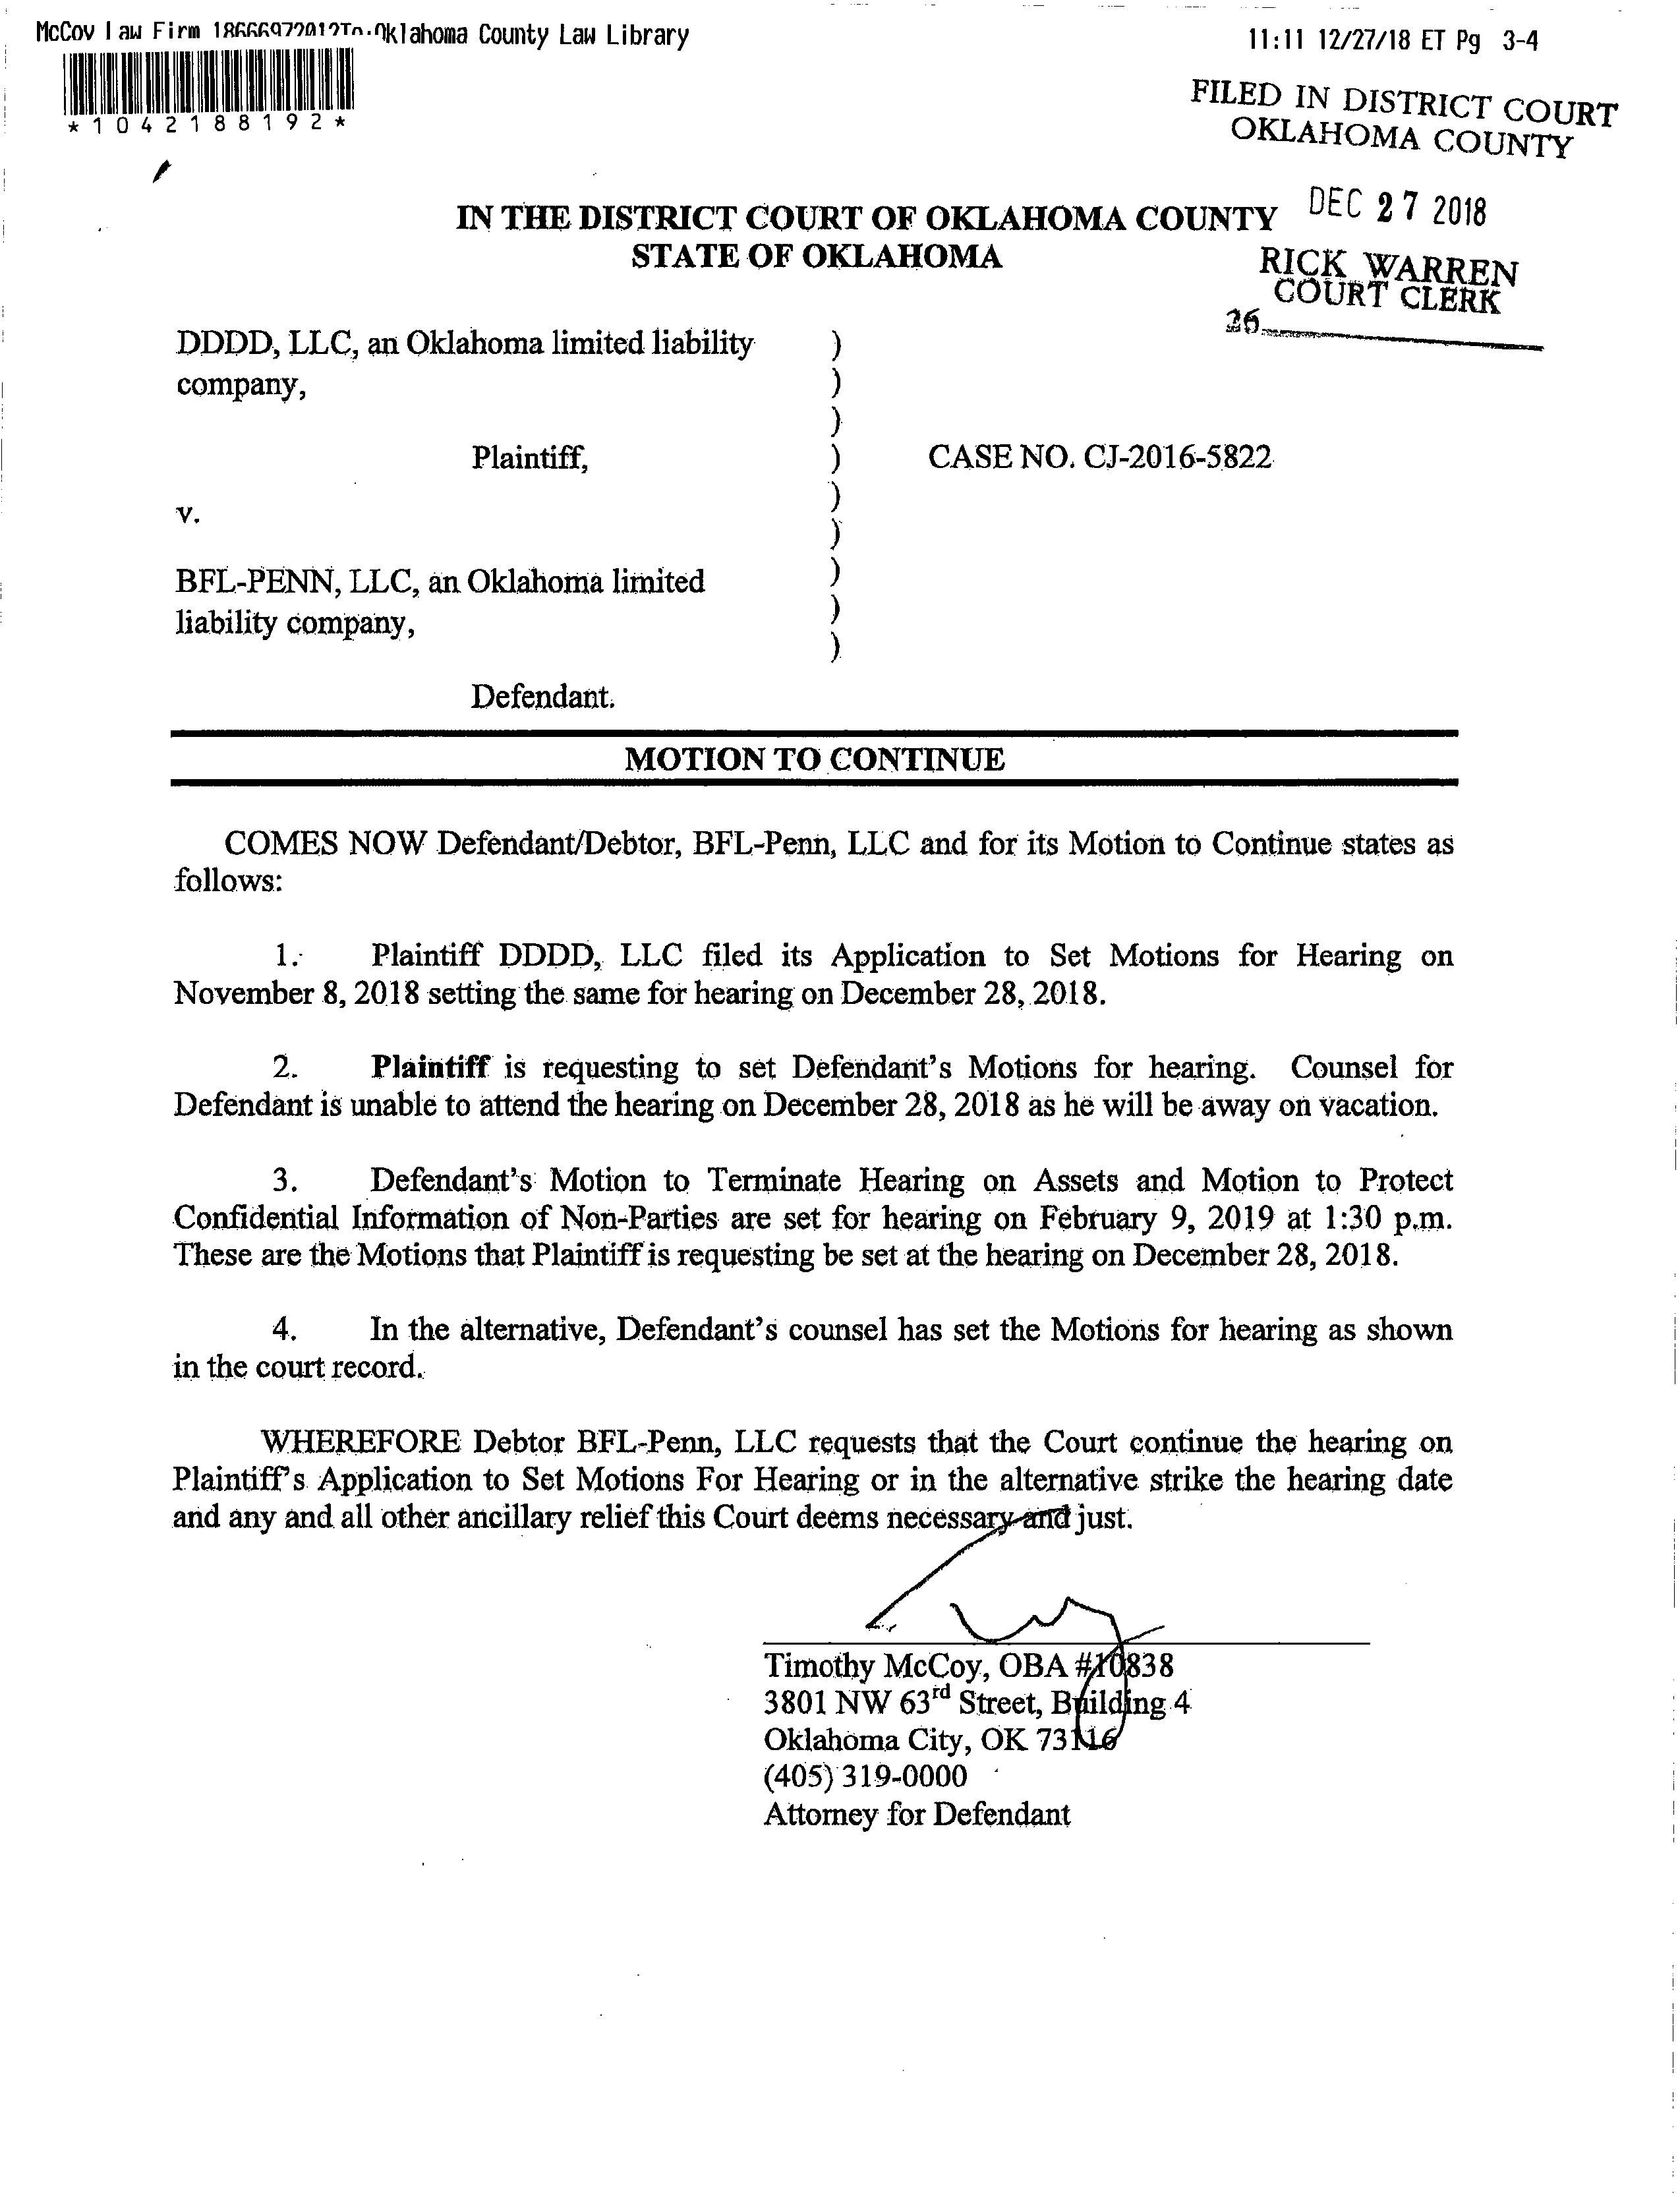 McCoy Law Firm 18666972012To:Oklahoma County Law Library
11:11 12/27/18 ET Pg 3-4
*1042188192*
FILED IN DISTRICT COURT
OKLAHOMA COUNTY
DEC 27 2018
RICK WARREN
COURT CLERK
26
IN THE DISTRICT COURT OF OKLAHOMA COUNTY
STATE OF OKLAHOMA
DDDD, LLC, an Oklahoma limited liability )
company, )
)
Plaintiff, ) CASE NO. CJ-2016-5822
)
v.
)
BFL-PENN, LLC, an Oklahoma limited )
liability company, )
)
Defendant.
MOTION TO CONTINUE
COMES NOW Defendant/Debtor, BFL-Penn, LLC and for its Motion to Continue states as
follows:
1. Plaintiff DDDD, LLC filed its Application to Set Motions for Hearing on
November 8, 2018 setting the same for hearing on December 28, 2018.
2. Plaintiff is requesting to set Defendant's Motions for hearing. Counsel for
Defendant is unable to attend the hearing on December 28, 2018 as he will be away on vacation.
3. Defendant's Motion to Terminate Hearing on Assets and Motion to Protect
Confidential Information of Non-Parties are set for hearing on February 9, 2019 at 1:30 p.m.
These are the Motions that Plaintiff is requesting be set at the hearing on December 28, 2018.
4. In the alternative, Defendant's counsel has set the Motions for hearing as shown
in the court record.
WHEREFORE Debtor BFL-Penn, LLC requests that the Court continue the hearing on
Plaintiff's Application to Set Motions For Hearing or in the alternative strike the hearing date
and any and all other ancillary relief this Court deems necessary and just.
Timothy McCoy, OBA #10838
3801 NW 63rd Street, Building 4
Oklahoma City, OK 73116
(405) 319-0000
Attorney for Defendant